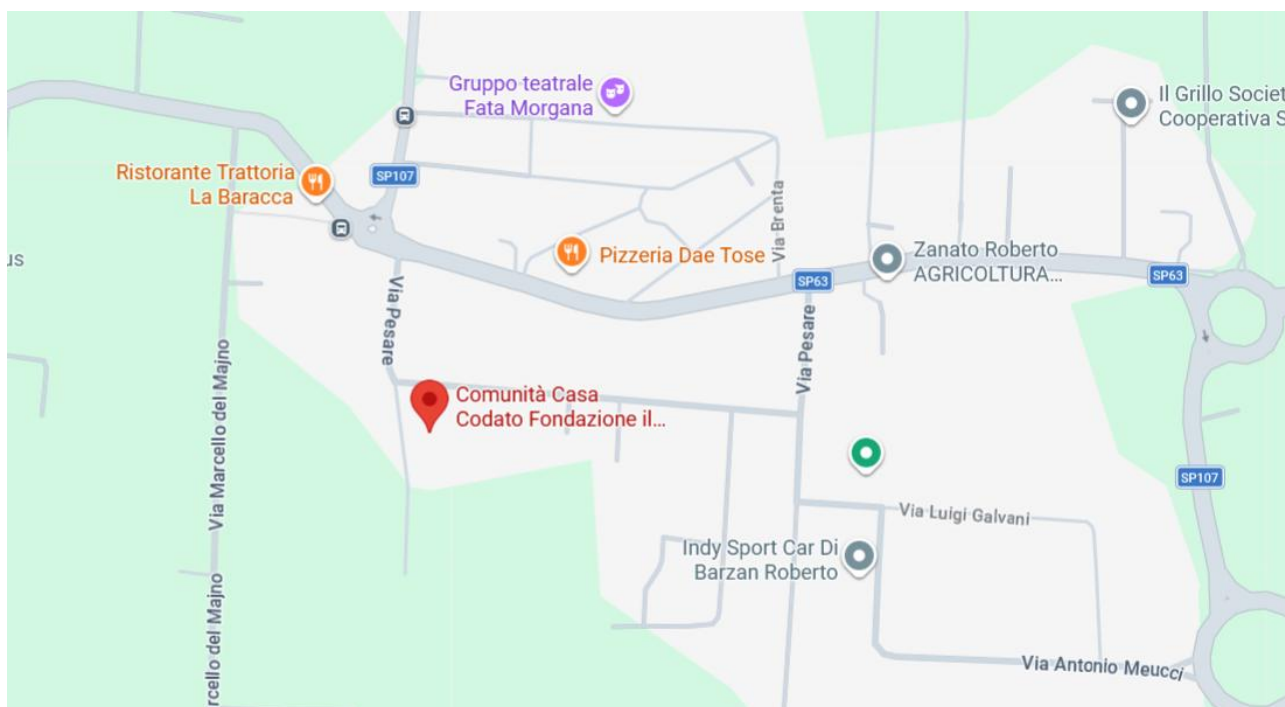 Gruppo teatrale
Fata Morgana
Il Grillo Societ
Cooperativa S
Ristorante Trattoria
La Baracca
SP107
Via Brenta
us
Pizzeria Dae Tose
Zanato Roberto
AGRICOLTURA...
SP63
SP63
Via Pesare
Via Pesare
Via Marcello del Majno
Comunità Casa
Codato Fondazione il...
SP107
Via Luigi Galvani
Indy Sport Car Di
Barzan Roberto
rcello del Majno
Via Antonio Meucci